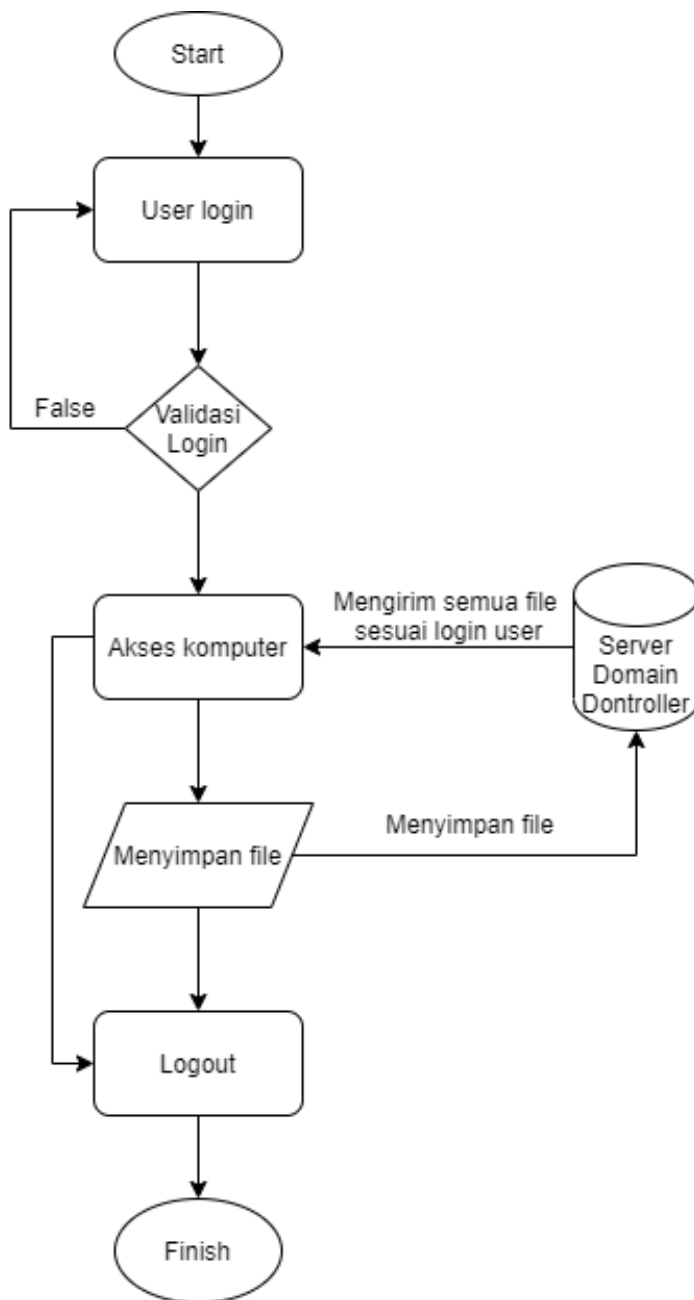 Start
User login
False
Validasi
Login
Akses komputer
Mengirim semua file
sesuai login user
Server
Domain
Dontroller
Menyimpan file
Menyimpan file
Logout
Finish